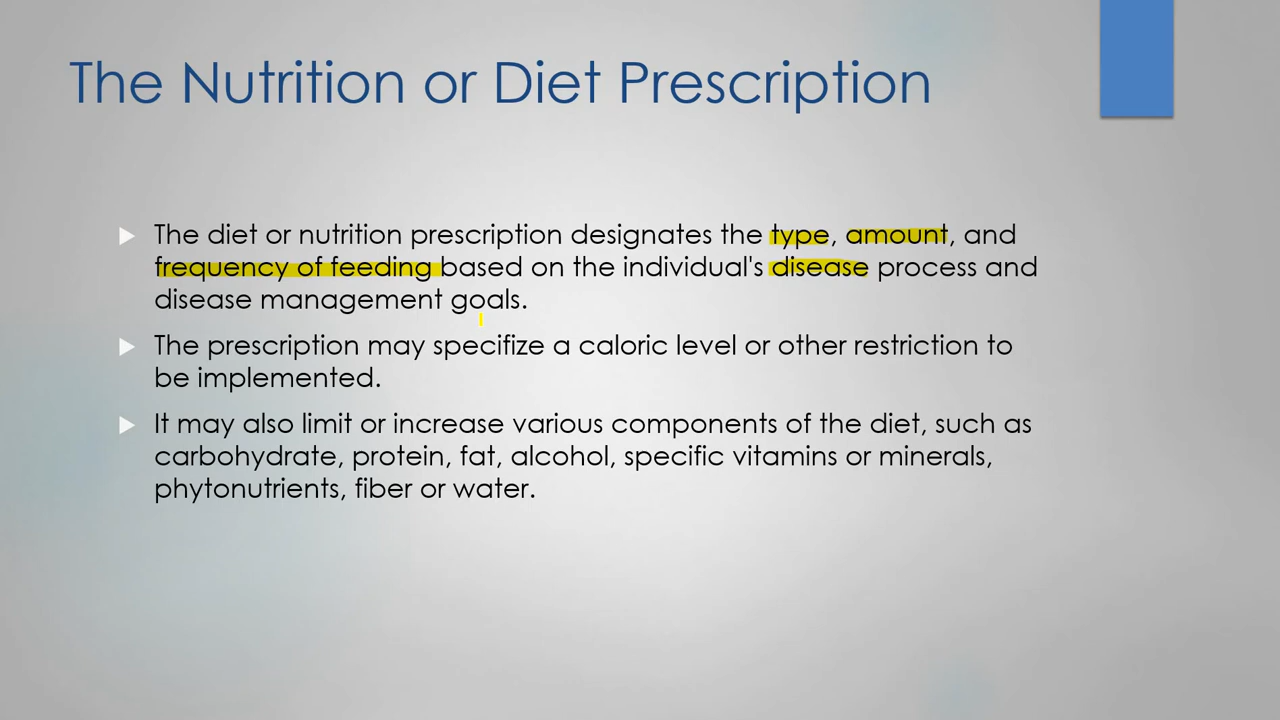 The Nutrition or Diet Prescription
The diet or nutrition prescription designates the type, amount, and
frequency of feeding based on the individual's disease process and
disease management goals.
The prescription may specifize a caloric level or other restriction to
be implemented.
It may also limit or increase various components of the diet, such as
carbohydrate, protein, fat, alcohol, specific vitamins or minerals,
phytonutrients, fiber or water.